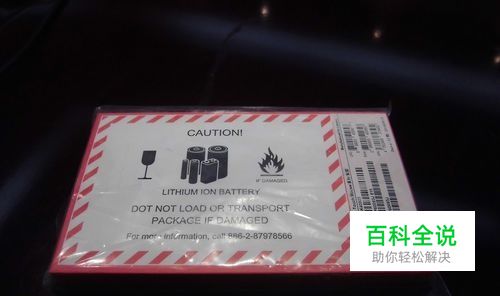 CAUTION!
IF DAMAGED
LITHIUM ION BATTERY
DOT NOT LOAD OR TRANSPORT
PACKAGE IF DAMAGED
For more information, call 886-2-87978566
百科全说
助你轻松解决